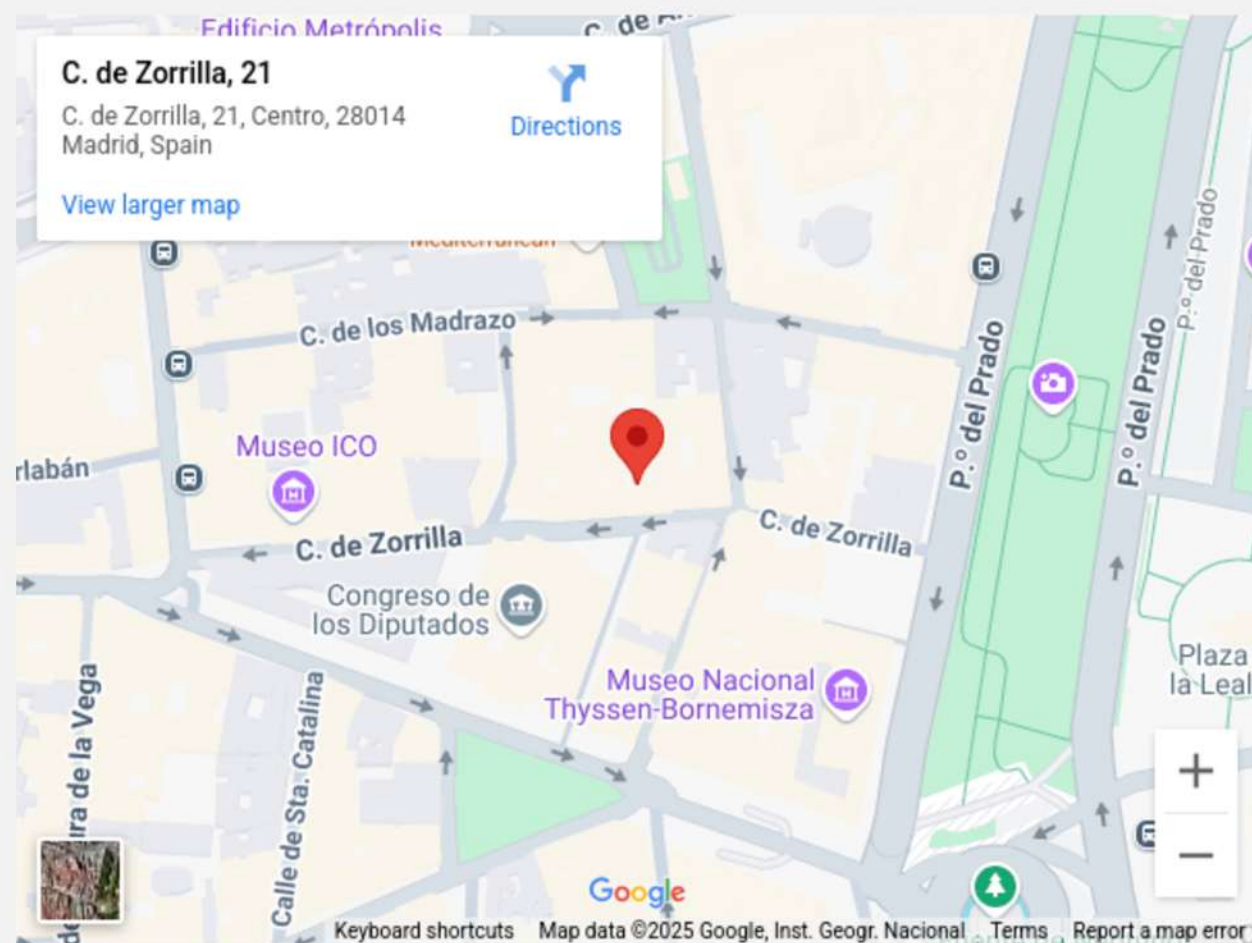 Edificio Metrópolis
C. de Zorrilla, 21
C. de Zorrilla, 21, Centro, 28014
Madrid, Spain
Directions
View larger map
Mediterranean
C. de los Madrazo
P.º del Prado
P.º del Prado
P.º del Prado
Museo ICO
rlabán
C. de Zorrilla
C. de Zorrilla
Congreso de
los Diputados
Museo Nacional
Thyssen-Bornemisza
Plaza
la Leal
ura de la Vega
Calle de Sta. Catalina
Google
Keyboard shortcuts
Map data ©2025 Google, Inst. Geogr. Nacional
Terms
Report a map error